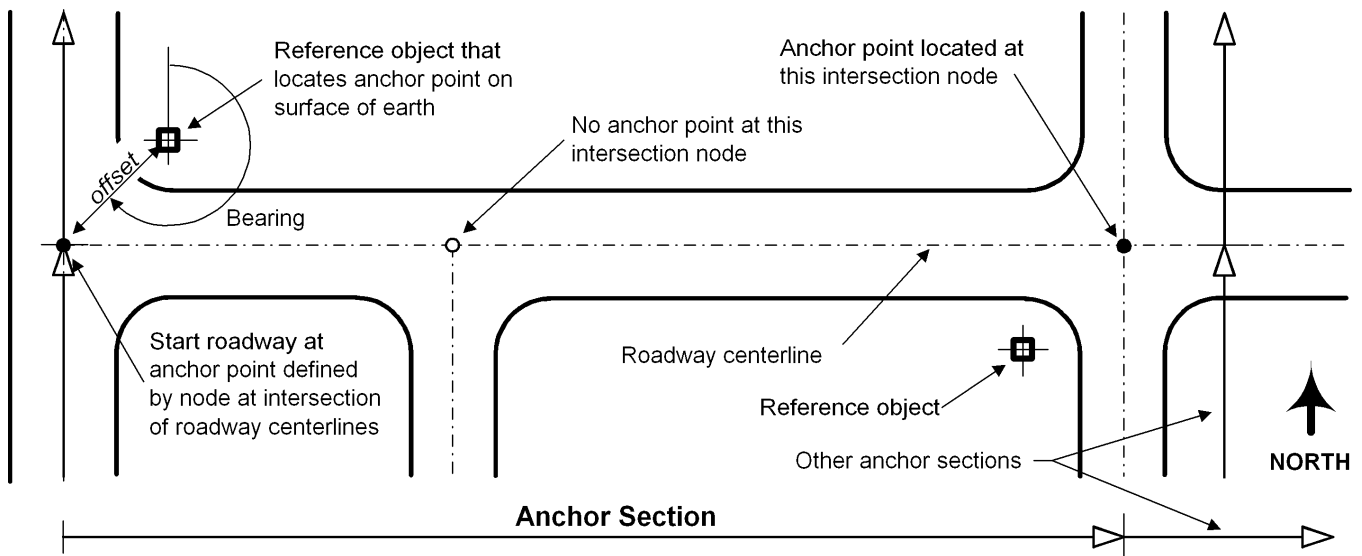 Reference object that
locates anchor point on
surface of earth
Anchor point located at
this intersection node
No anchor point at this
intersection node
offset
Bearing
Start roadway at
anchor point defined
by node at intersection
of roadway centerlines
Roadway centerline
Reference object
Other anchor sections
NORTH
Anchor Section